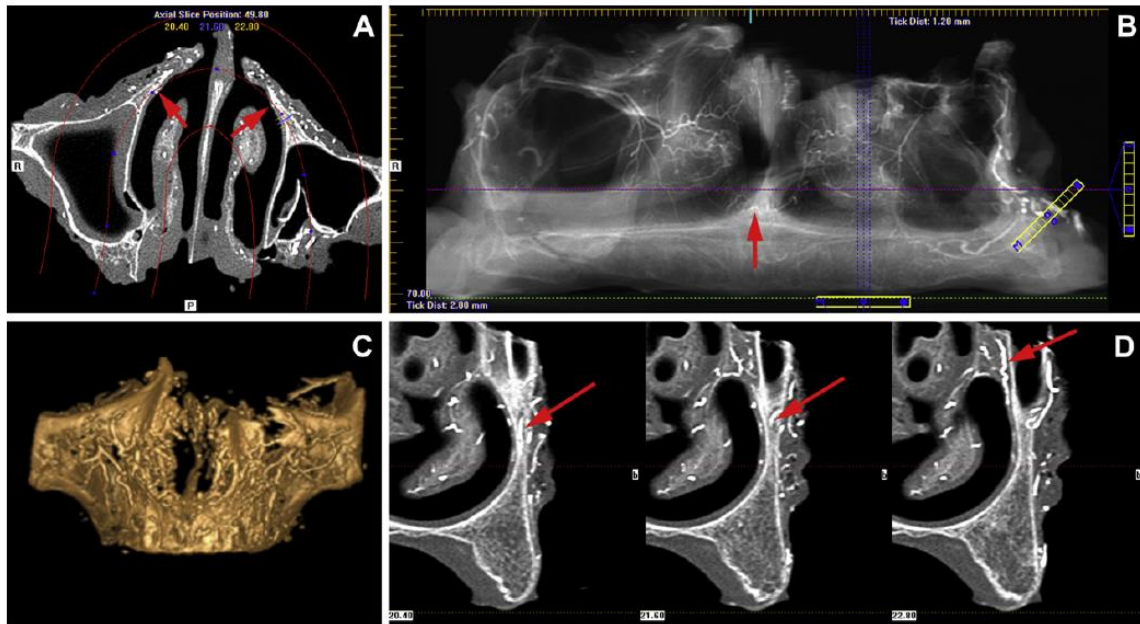 Axial Slice Position: 49.80
20.40 21.60 22.80
A
R
P
Tick Dist: 1.20 mm
B
R
70.00
Tick Dist: 2.00 mm
C
D
b
b
b
20.40
21.60
22.80